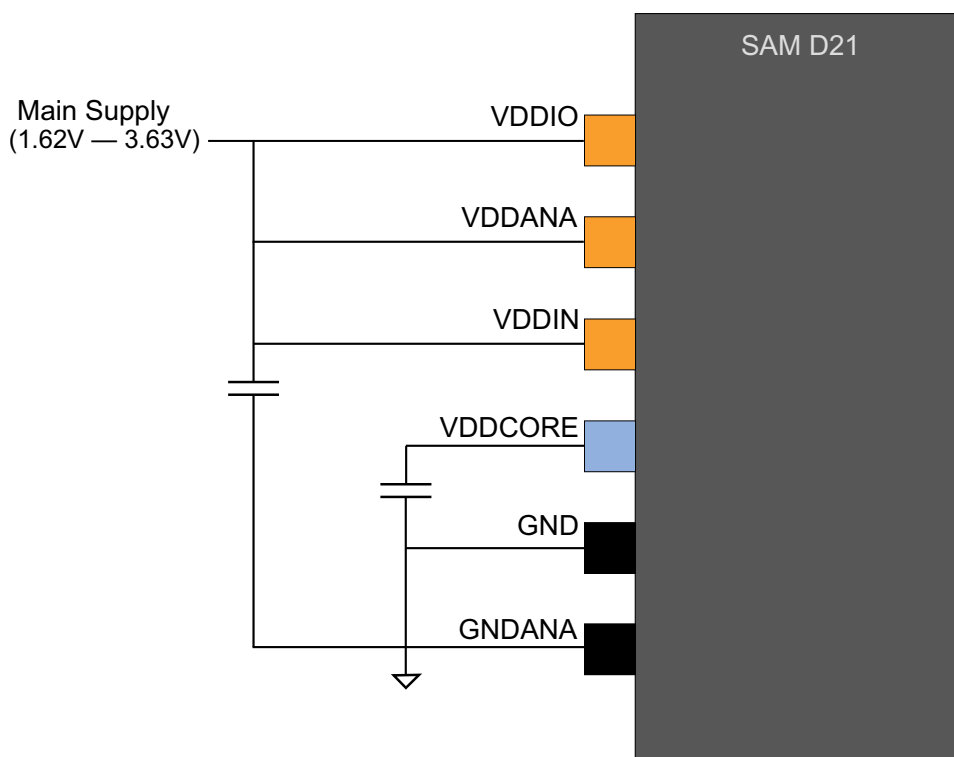 SAM D21
VDDIO
Main Supply
(1.62V — 3.63V)
VDDANA
VDDIN
VDDCORE
GND
GNDANA